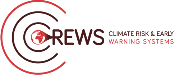 CREWS
CLIMATE RISK & EARLY
WARNING SYSTEMS